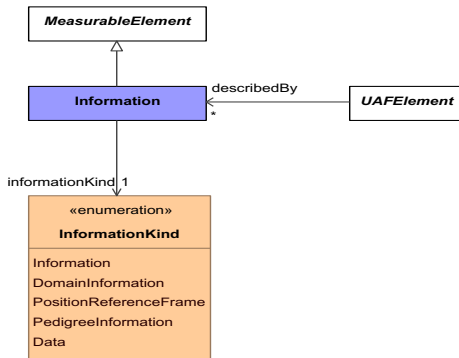 MeasurableElement
describedBy
Information
UAFElement
*
informationKind 1
«enumeration»
InformationKind
Information
DomainInformation
PositionReferenceFrame
PedigreeInformation
Data